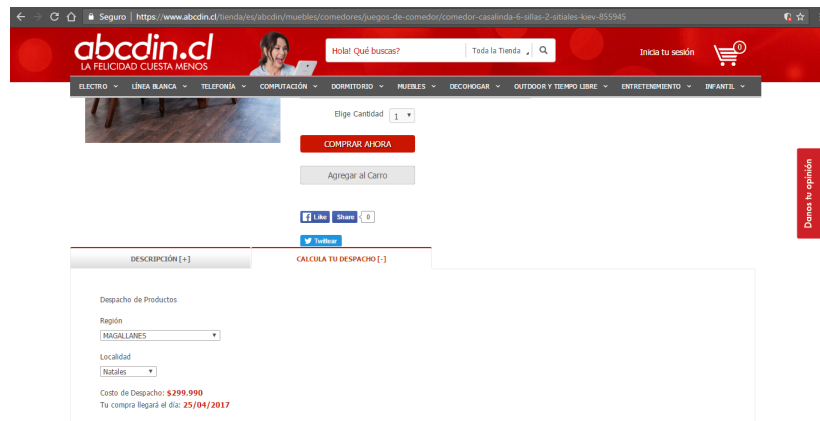 Seguro | https://www.abcdin.cl/tienda/es/abcdin/muebles/comedores/juegos-de-comedor/comedor-casalinda-6-sillas-2-sitiales-kiev-855945
abcdin.cl
LA FELICIDAD CUESTA MENOS
Hola! Qué buscas?
Toda la Tienda
Inicia tu sesión
0
ELECTRO
LÍNEA BLANCA
TELEFONÍA
COMPUTACIÓN
DORMITORIO
MUEBLES
DECOHOGAR
OUTDOOR Y TIEMPO LIBRE
ENTRETENIMIENTO
INFANTIL
Elige Cantidad 1
COMPRAR AHORA
Agregar al Carro
Like Share 0
Twittear
Danos tu opinión
DESCRIPCIÓN [+]
CALCULA TU DESPACHO [-]
Despacho de Productos
Región
MAGALLANES
Localidad
Natales
Costo de Despacho: $299.990
Tu compra llegará el día: 25/04/2017